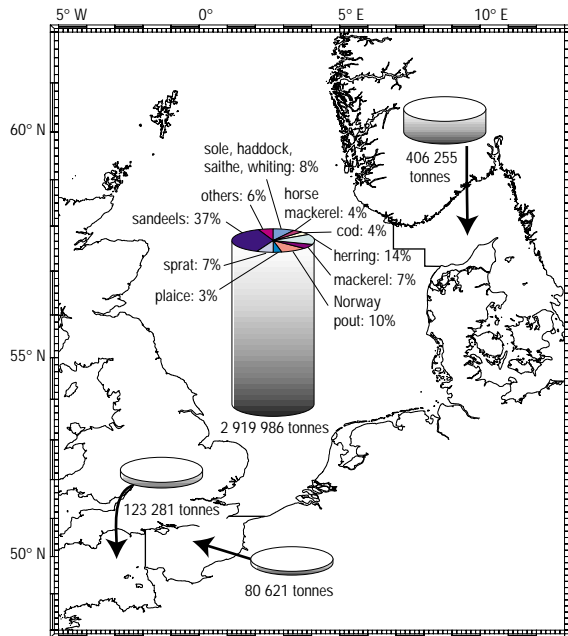 5° W 0° 5° E 10° E
60° N
406 255
tonnes
sole, haddock,
saithe, whiting: 8%
others: 6%
horse
mackerel: 4%
sandeels: 37%
cod: 4%
herring: 14%
sprat: 7%
mackerel: 7%
plaice: 3%
Norway
pout: 10%
55° N
2 919 986 tonnes
123 281 tonnes
50° N
80 621 tonnes